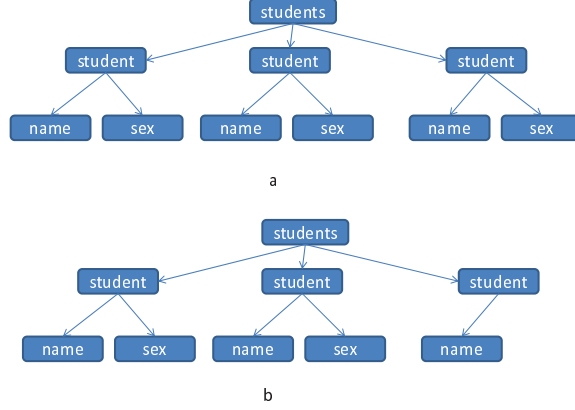 students
student student student
name sex name sex name sex
a
students
student student student
name sex name sex name
b